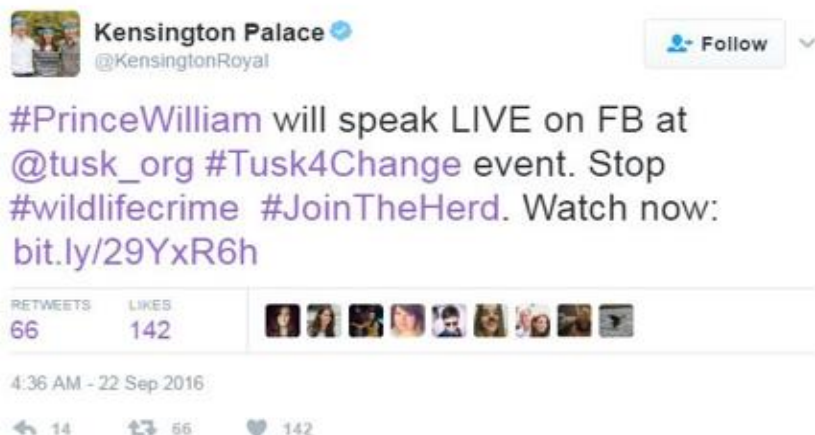 Kensington Palace
@KensingtonRoyal
Follow
#PrinceWilliam will speak LIVE on FB at
@tusk_org #Tusk4Change event. Stop
#wildlifecrime #JoinTheHerd. Watch now:
bit.ly/29YxR6h
RETWEETS LIKES
66 142
4:36 AM - 22 Sep 2016
14 66 142